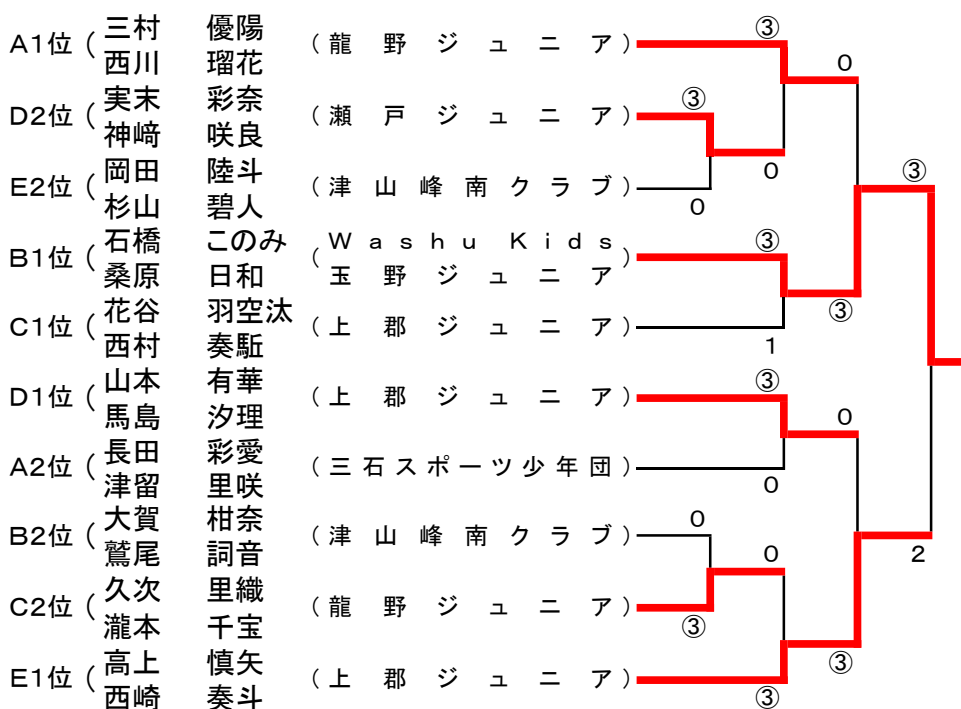 三村 優陽
A1位 ( ( 龍野ジュニア ) ③
西川 瑠花
0
実末 彩奈 ③
D2位 ( ( 瀬戸ジュニア )
神﨑 咲良
0
岡田 陸斗 ③
E2位 ( ( 津山峰南クラブ )
杉山 碧人 0
石橋 このみ Washu Kids ③
B1位 ( ( )
桑原 日和 玉野ジュニア
③
花谷 羽空汰
C1位 ( ( 上郡ジュニア )
西村 奏駈 1
山本 有華 ③
D1位 ( ( 上郡ジュニア )
馬島 汐理 0
長田 彩愛
A2位 ( ( 三石スポーツ少年団 )
津留 里咲 0
大賀 柑奈 0
B2位 ( ( 津山峰南クラブ )
鷲尾 詞音 0 2
久次 里織
C2位 ( ( 龍野ジュニア )
瀧本 千宝 ③
高上 慎矢 ③
E1位 ( ( 上郡ジュニア )
西崎 奏斗 ③